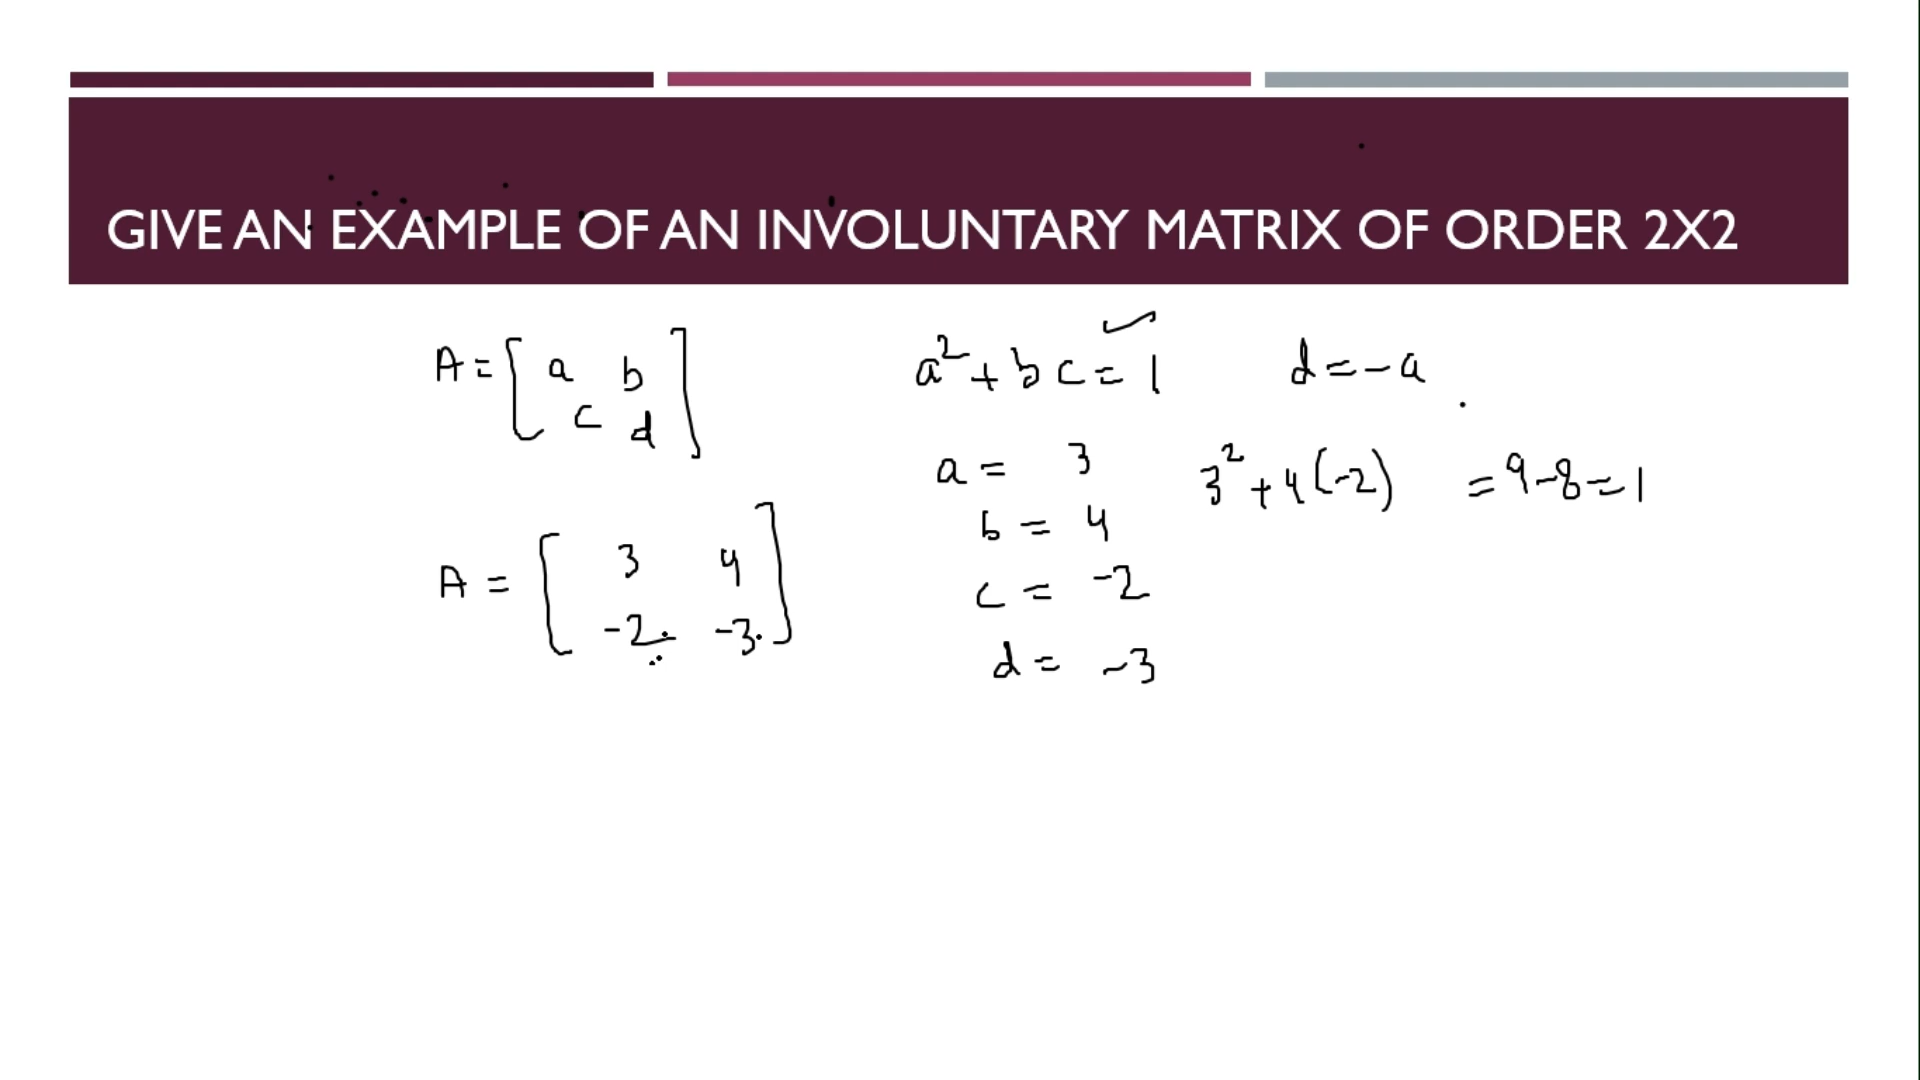 GIVE AN EXAMPLE OF AN INVOLUNTARY MATRIX OF ORDER 2X2
A = [ a b
c d ]
a² + bc = 1
d = -a
a = 3
3² + 4(-2) = 9-8 = 1
b = 4
c = -2
d = -3
A = [ 3 4
-2 -3 ]